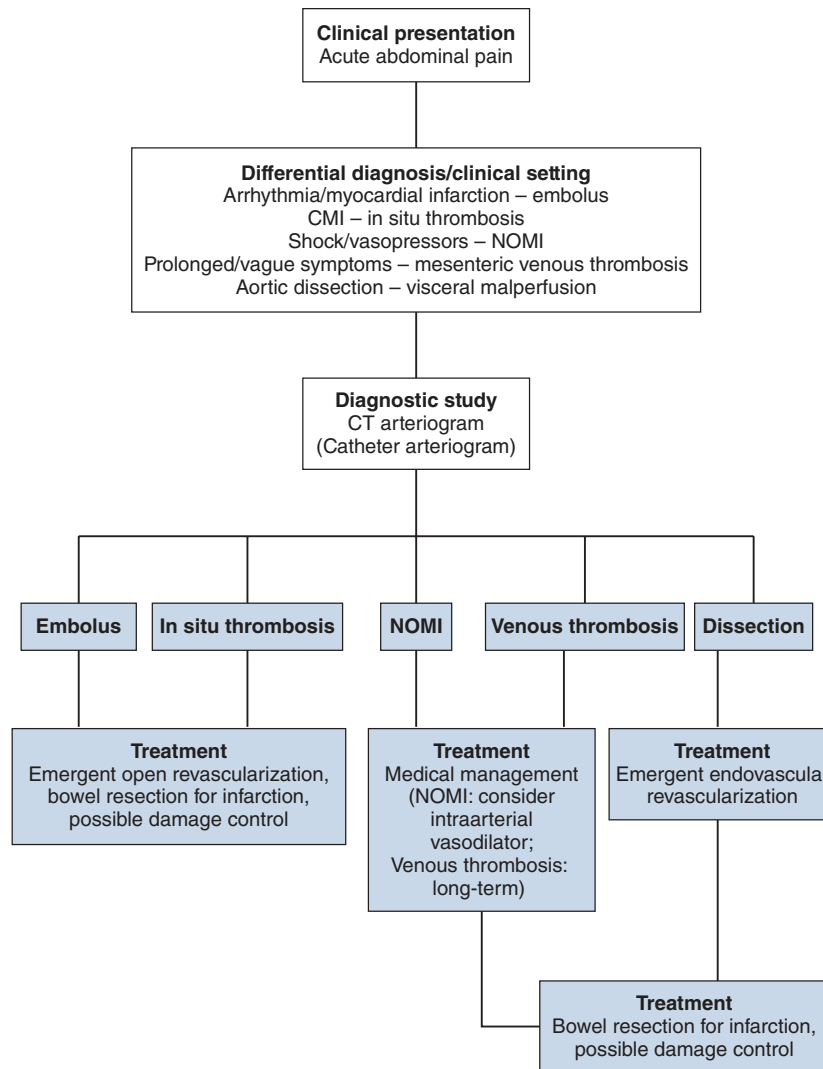 Clinical presentation
Acute abdominal pain
Differential diagnosis/clinical setting
Arrhythmia/myocardial infarction – embolus
CMI – in situ thrombosis
Shock/vasopressors – NOMI
Prolonged/vague symptoms – mesenteric venous thrombosis
Aortic dissection – visceral malperfusion
Diagnostic study
CT arteriogram
(Catheter arteriogram)
Embolus
In situ thrombosis
NOMI
Venous thrombosis
Dissection
Treatment
Emergent open revascularization,
bowel resection for infarction,
possible damage control
Treatment
Medical management
(NOMI: consider
intraarterial
vasodilator;
Venous thrombosis:
long-term)
Treatment
Emergent endovascular
revascularization
Treatment
Bowel resection for infarction,
possible damage control